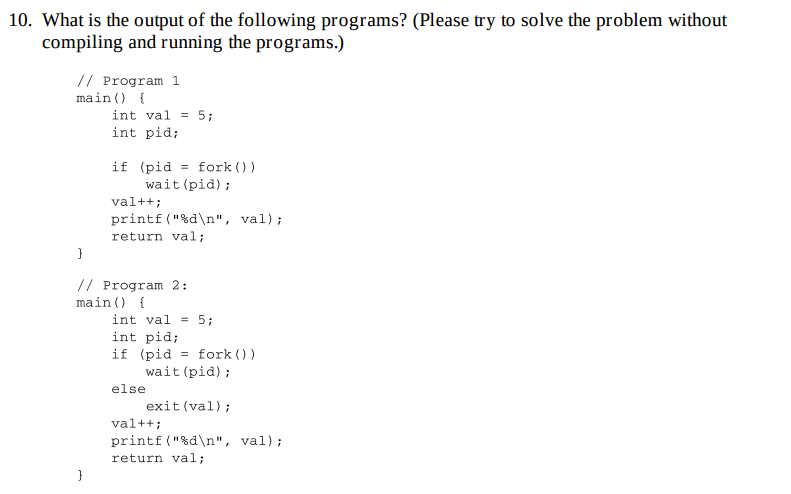 10. What is the output of the following programs? (Please try to solve the problem without
compiling and running the programs.)
// Program 1
main() {
int val = 5;
int pid;
if (pid = fork())
wait(pid);
val++;
printf("%d\n", val);
return val;
}
// Program 2:
main() {
int val = 5;
int pid;
if (pid = fork())
wait(pid);
else
exit(val);
val++;
printf("%d\n", val);
return val;
}